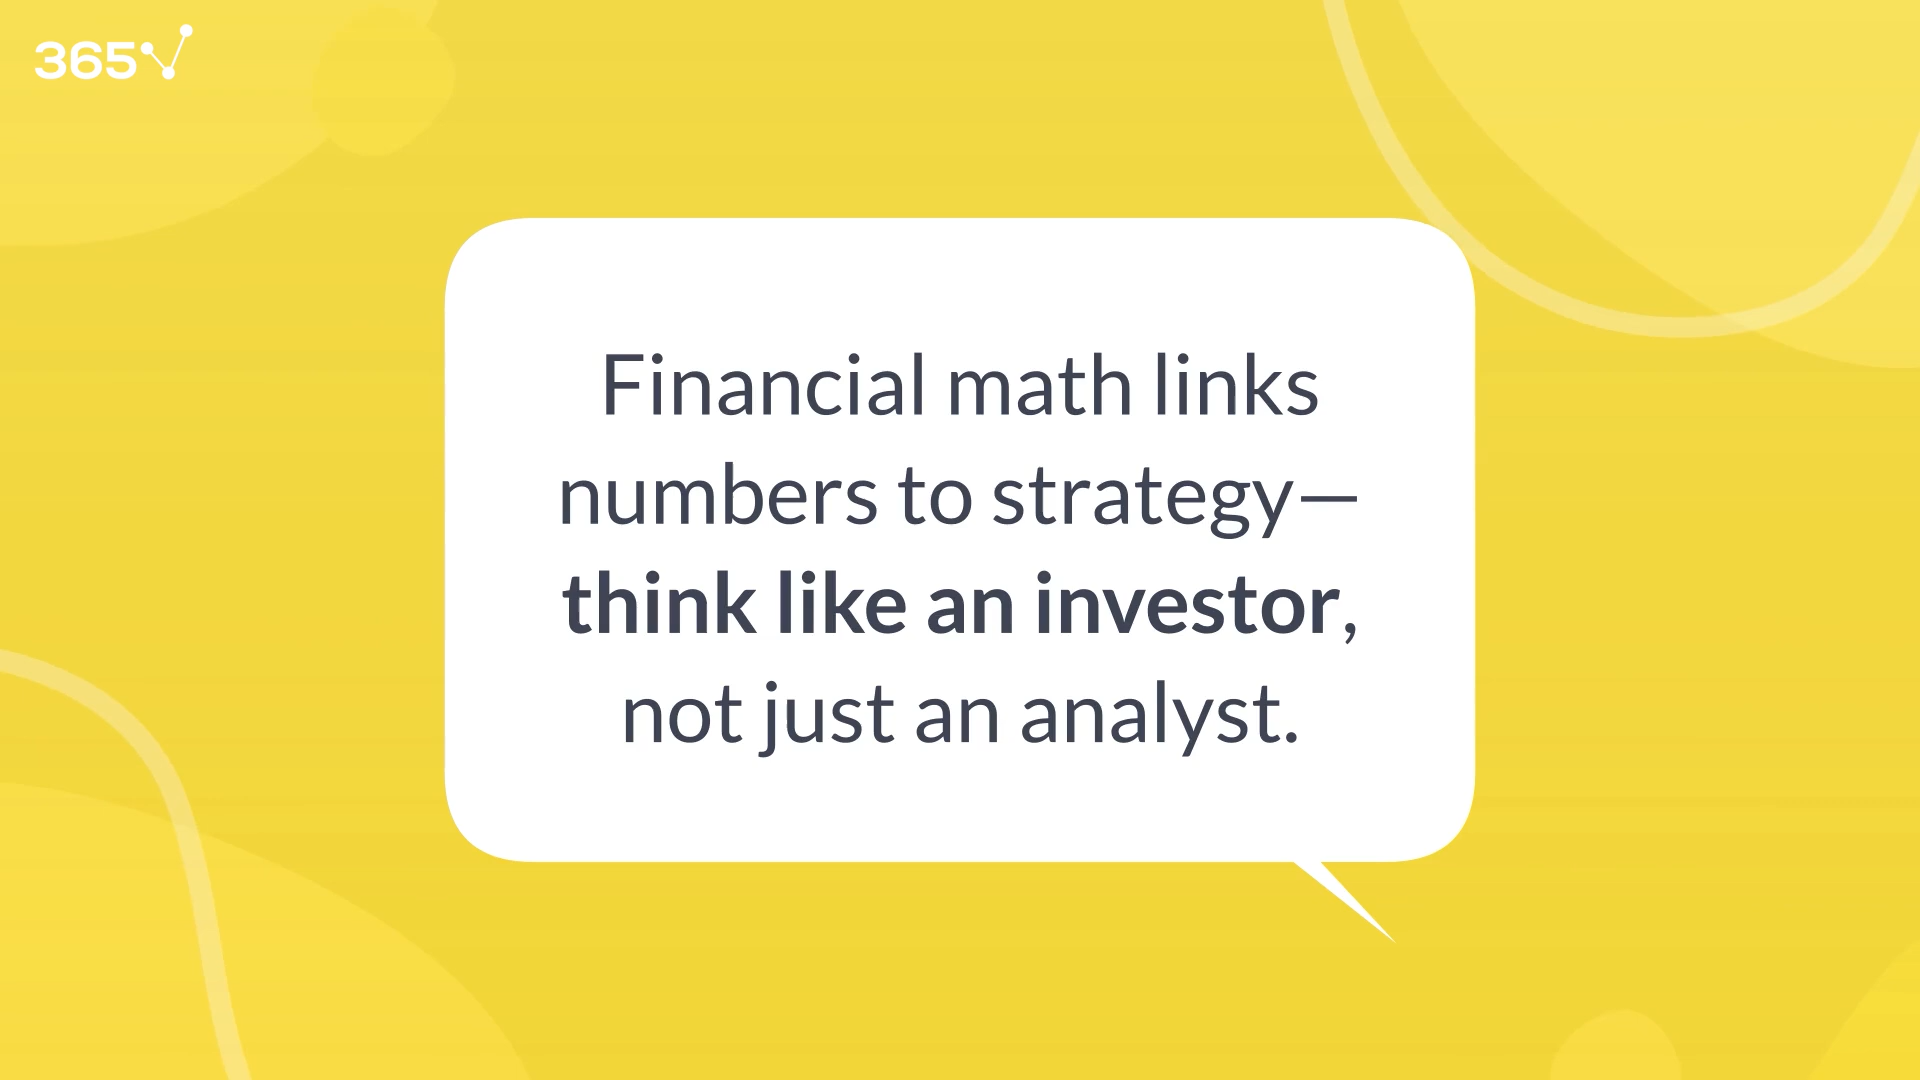 365
Financial math links
numbers to strategy—
think like an investor,
not just an analyst.